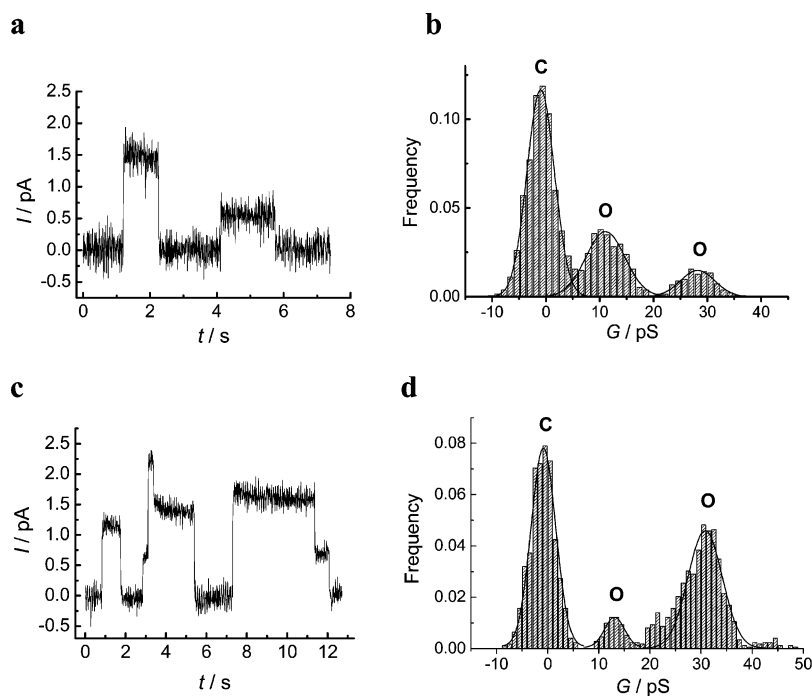 a
I / pA
2.5
2.0
1.5
1.0
0.5
0.0
-0.5
0 2 4 6 8
t / s
b
Frequency
0.10
0.05
0.00
C
O
O
-10 0 10 20 30 40
G / pS
c
I / pA
2.5
2.0
1.5
1.0
0.5
0.0
-0.5
0 2 4 6 8 10 12
t / s
d
Frequency
0.08
0.06
0.04
0.02
0.00
C
O
O
-10 0 10 20 30 40 50
G / pS